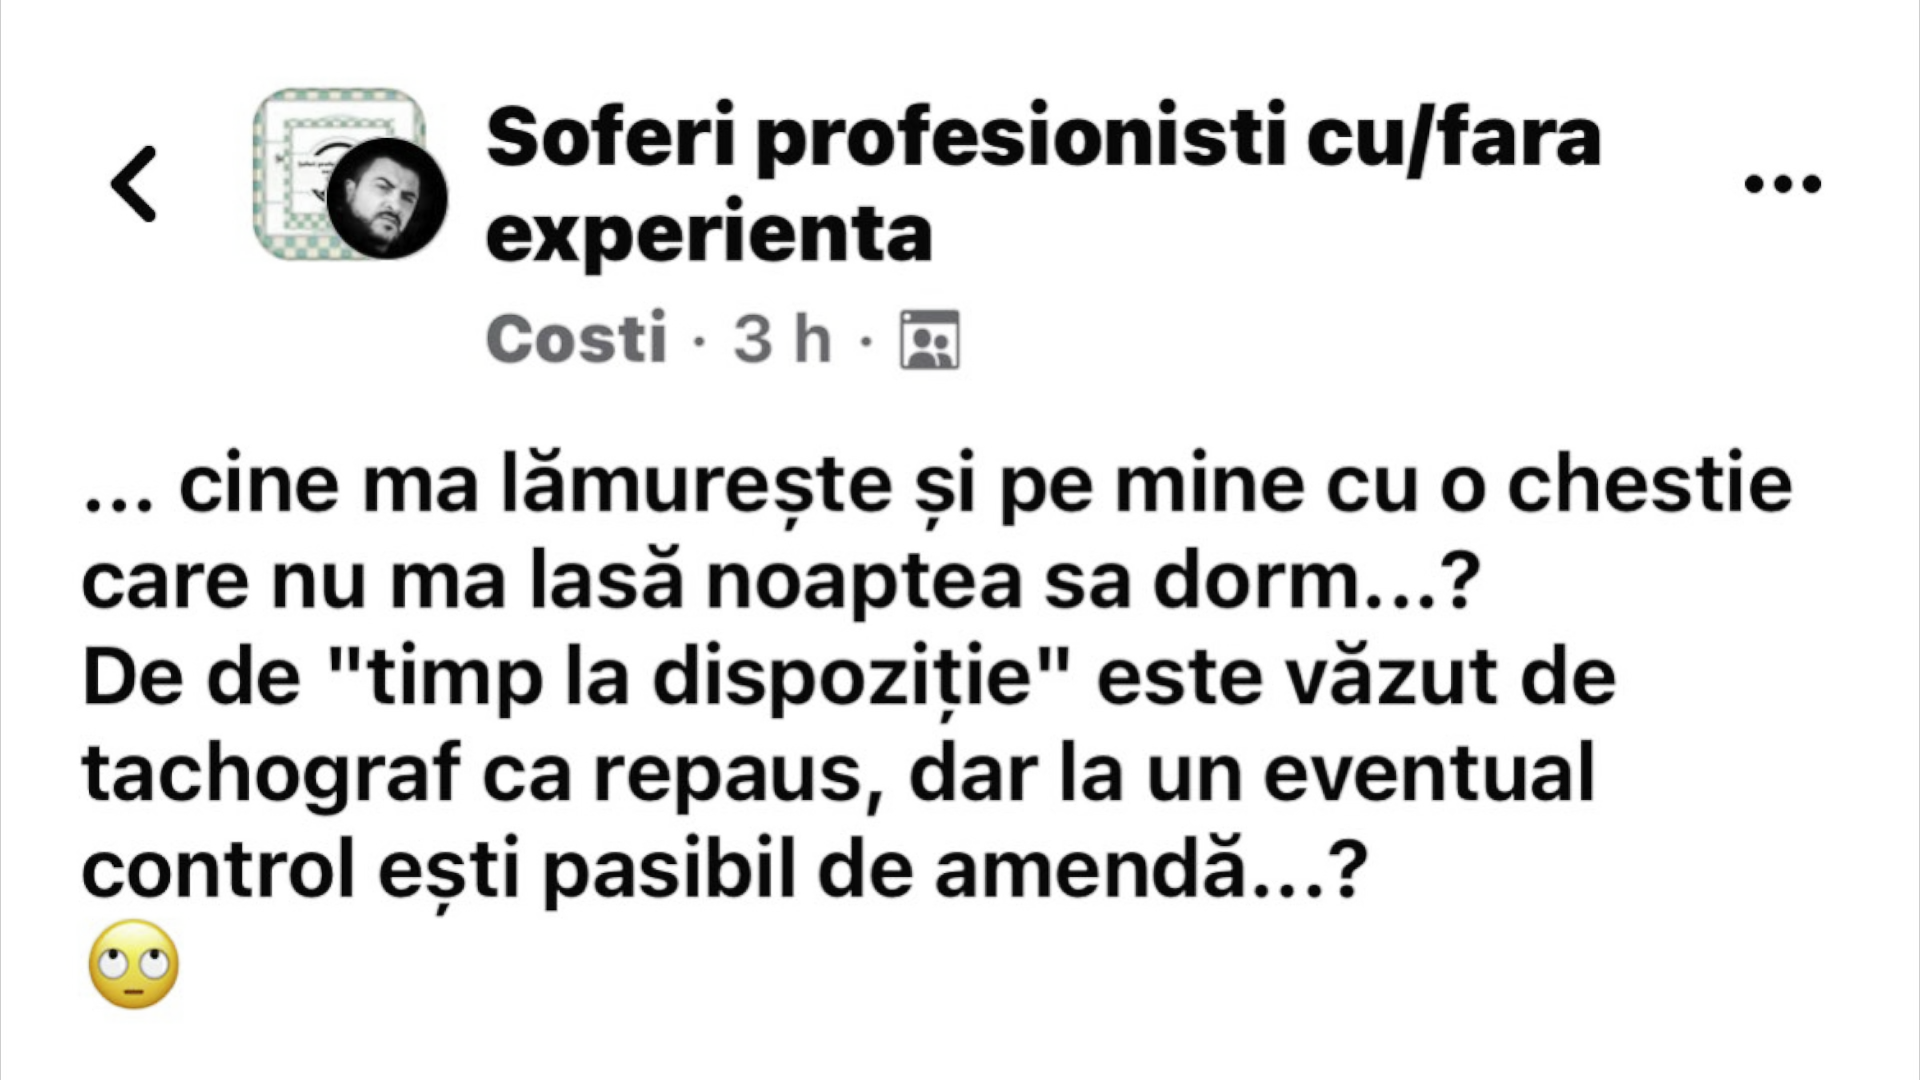 Soferi profesionisti cu/fara
experienta
Costi · 3 h ·
... cine ma lămurește și pe mine cu o chestie
care nu ma lasă noaptea sa dorm...?
De de "timp la dispoziție" este văzut de
tachograf ca repaus, dar la un eventual
control ești pasibil de amendă...?